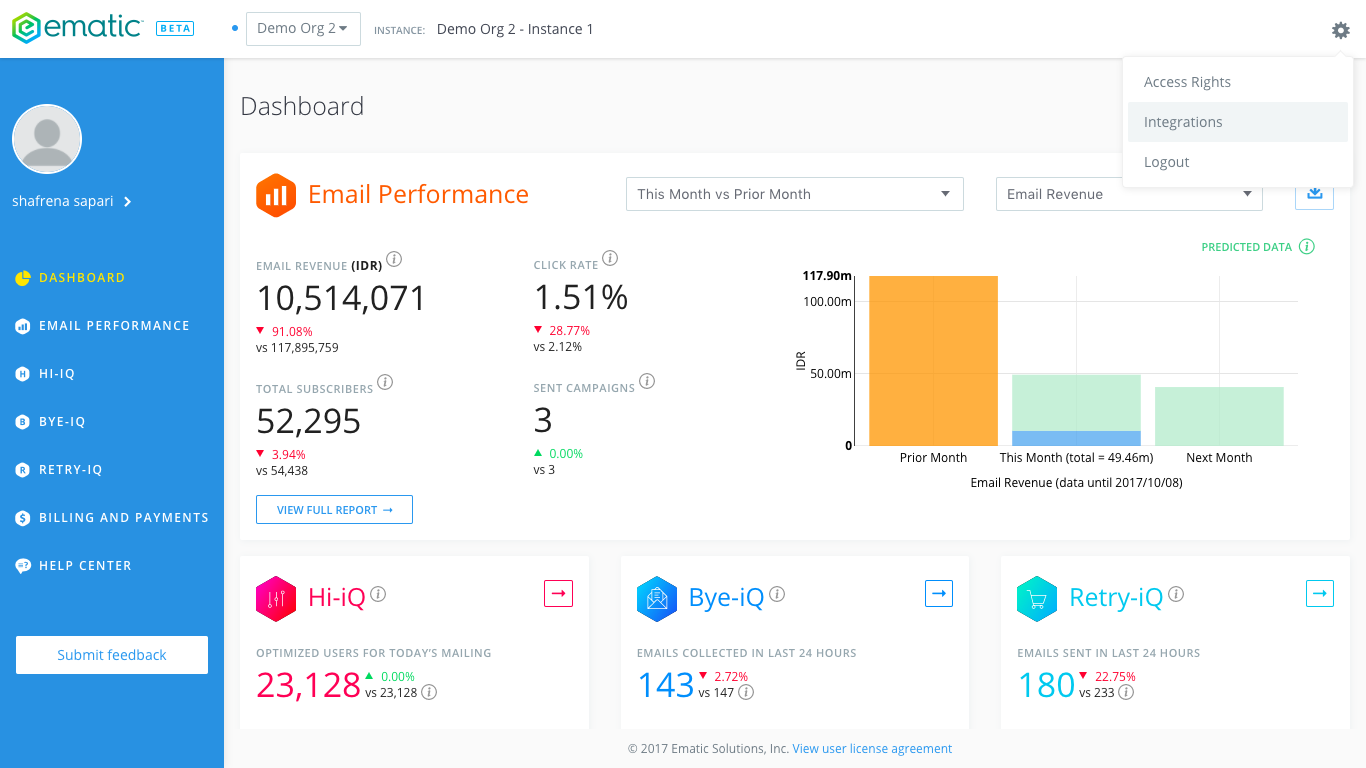 ematic BETA
Demo Org 2
INSTANCE: Demo Org 2 - Instance 1
Access Rights
Integrations
Logout
shafrena sapari
DASHBOARD
EMAIL PERFORMANCE
HI-IQ
BYE-IQ
RETRY-IQ
BILLING AND PAYMENTS
HELP CENTER
Submit feedback
Dashboard
Email Performance
This Month vs Prior Month
Email Revenue
EMAIL REVENUE (IDR)
10,514,071
91.08%
vs 117,895,759
CLICK RATE
1.51%
28.77%
vs 2.12%
TOTAL SUBSCRIBERS
52,295
3.94%
vs 54,438
SENT CAMPAIGNS
3
0.00%
vs 3
VIEW FULL REPORT
PREDICTED DATA
117.90m
100.00m
50.00m
0
IDR
Prior Month
This Month (total = 49.46m)
Next Month
Email Revenue (data until 2017/10/08)
Hi-iQ
OPTIMIZED USERS FOR TODAY'S MAILING
23,128
0.00%
vs 23,128
Bye-iQ
EMAILS COLLECTED IN LAST 24 HOURS
143
2.72%
vs 147
Retry-iQ
EMAILS SENT IN LAST 24 HOURS
180
22.75%
vs 233
© 2017 Ematic Solutions, Inc. View user license agreement